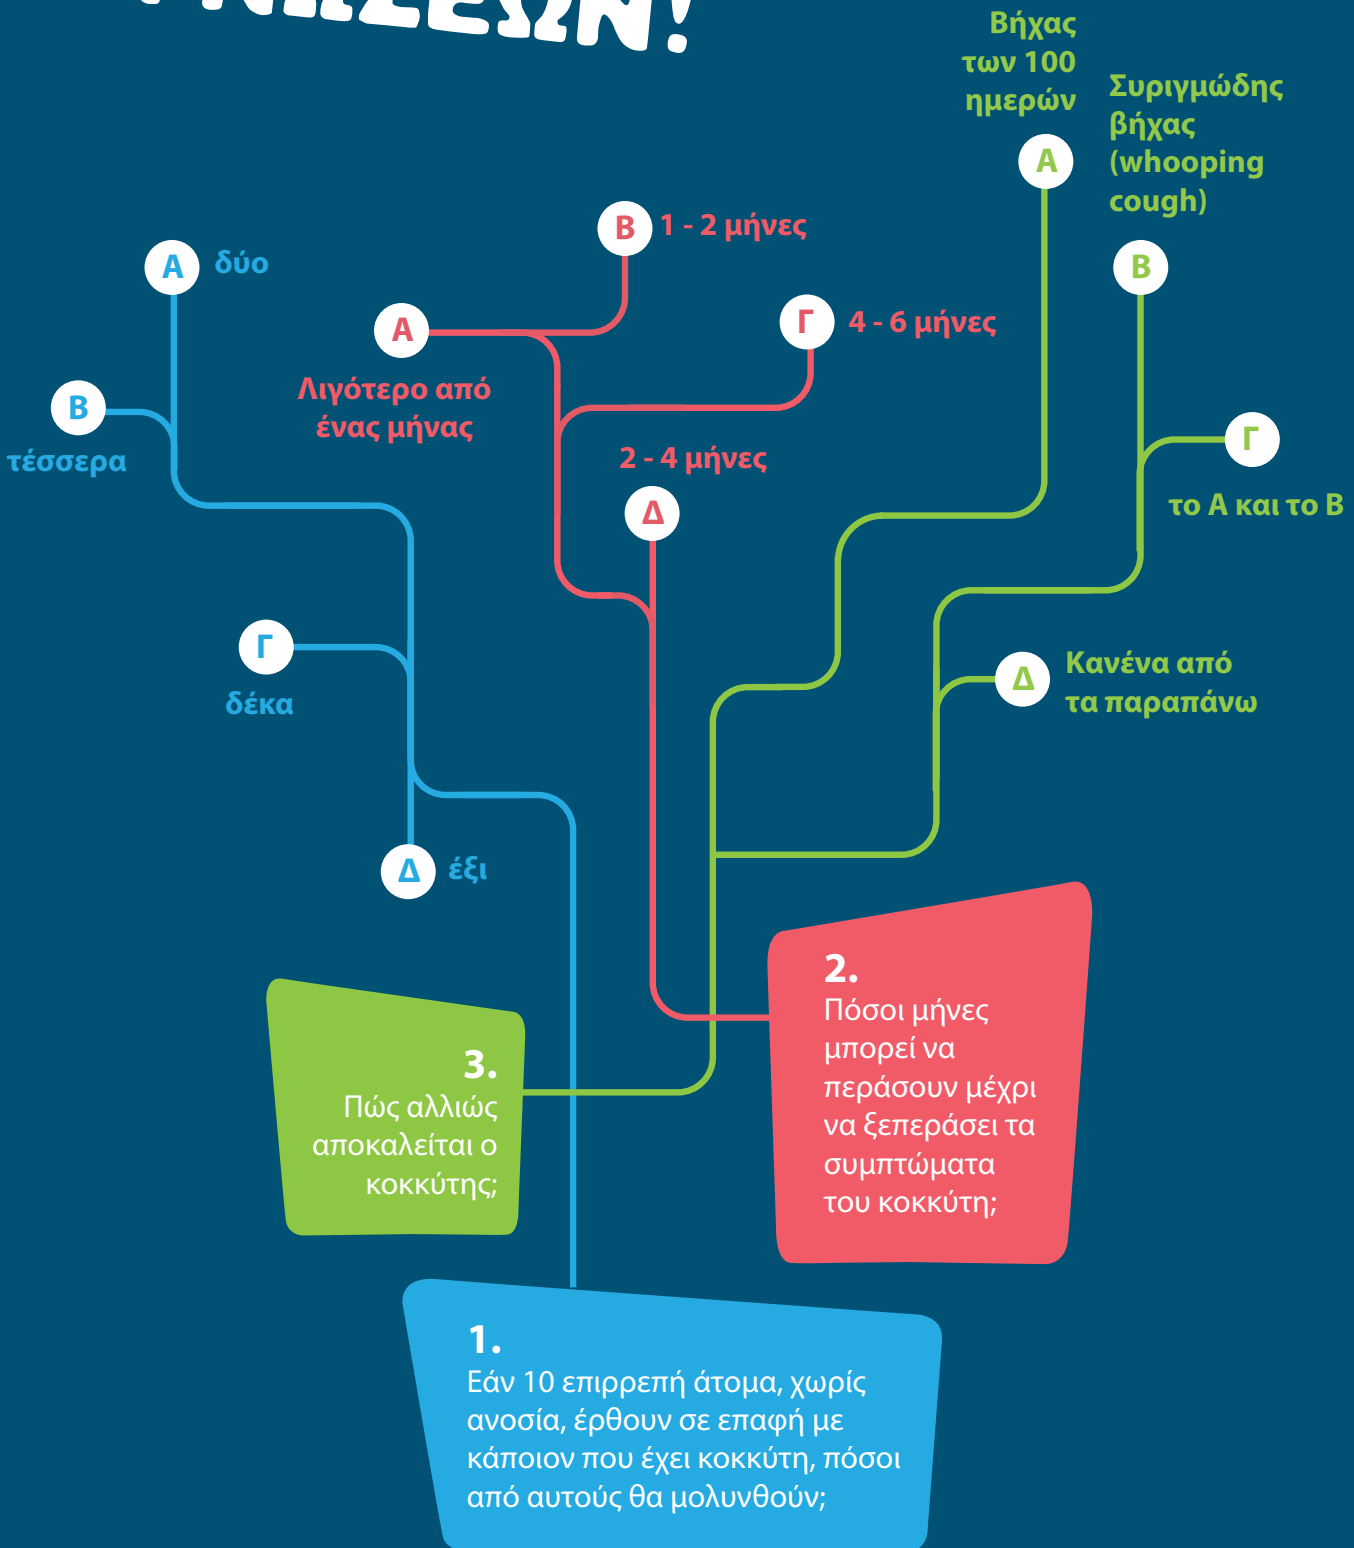 Βήχας
των 100
ημερών
Α
Συριγμώδης
βήχας
(whooping
cough)
Β
Γ
το Α και το Β
Δ
Κανένα από
τα παραπάνω
Α
δύο
Β
τέσσερα
Γ
δέκα
Δ
έξι
Α
Λιγότερο από
ένας μήνας
Β
1 - 2 μήνες
Γ
4 - 6 μήνες
2 - 4 μήνες
Δ
3.
Πώς αλλιώς
αποκαλείται ο
κοκκύτης;
2.
Πόσοι μήνες
μπορεί να
περάσουν μέχρι
να ξεπεράσει τα
συμπτώματα
του κοκκύτη;
1.
Εάν 10 επιρρεπή άτομα, χωρίς
ανοσία, έρθουν σε επαφή με
κάποιον που έχει κοκκύτη, πόσοι
από αυτούς θα μολυνθούν;